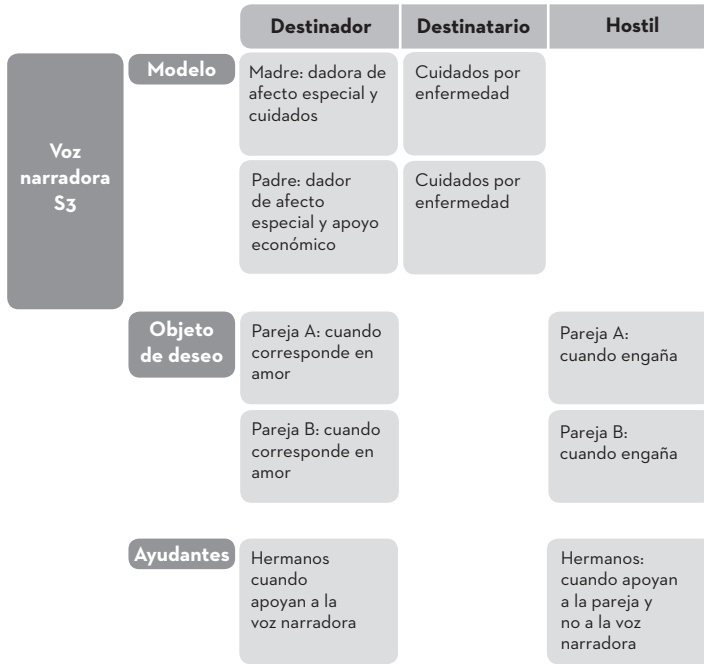 Destinador
Destinatario
Hostil
Voz
narradora
S3
Modelo
Madre: dadora de
afecto especial y
cuidados
Cuidados por
enfermedad
Padre: dador
de afecto
especial y apoyo
económico
Cuidados por
enfermedad
Objeto
de deseo
Pareja A: cuando
corresponde en
amor
Pareja A:
cuando engaña
Pareja B: cuando
corresponde en
amor
Pareja B:
cuando engaña
Ayudantes
Hermanos
cuando
apoyan a la
voz narradora
Hermanos:
cuando apoyan
a la pareja y
no a la voz
narradora